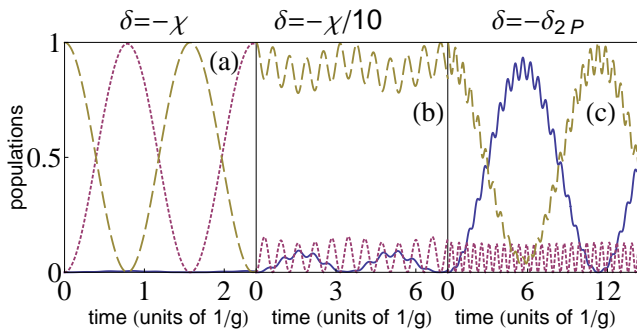 δ=−χ δ=−χ/10 δ=−δ2P
populations
1
0.5
0
(a) (b) (c)
0 1 2 0 3 6 0 6 12
time (units of 1/g) time (units of 1/g) time (units of 1/g)